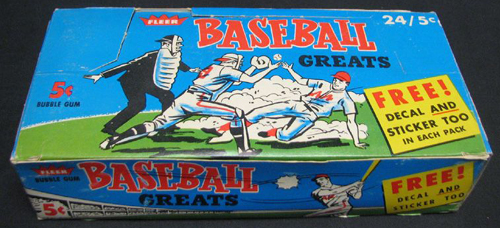 FLEER
BASEBALL
GREATS
24/5¢
5¢
BUBBLE GUM
FREE!
DECAL AND
STICKER TOO
IN EACH PACK
FLEER
BUBBLE GUM
5¢
BASEBALL
GREATS
FREE!
DECAL AND
STICKER TOO